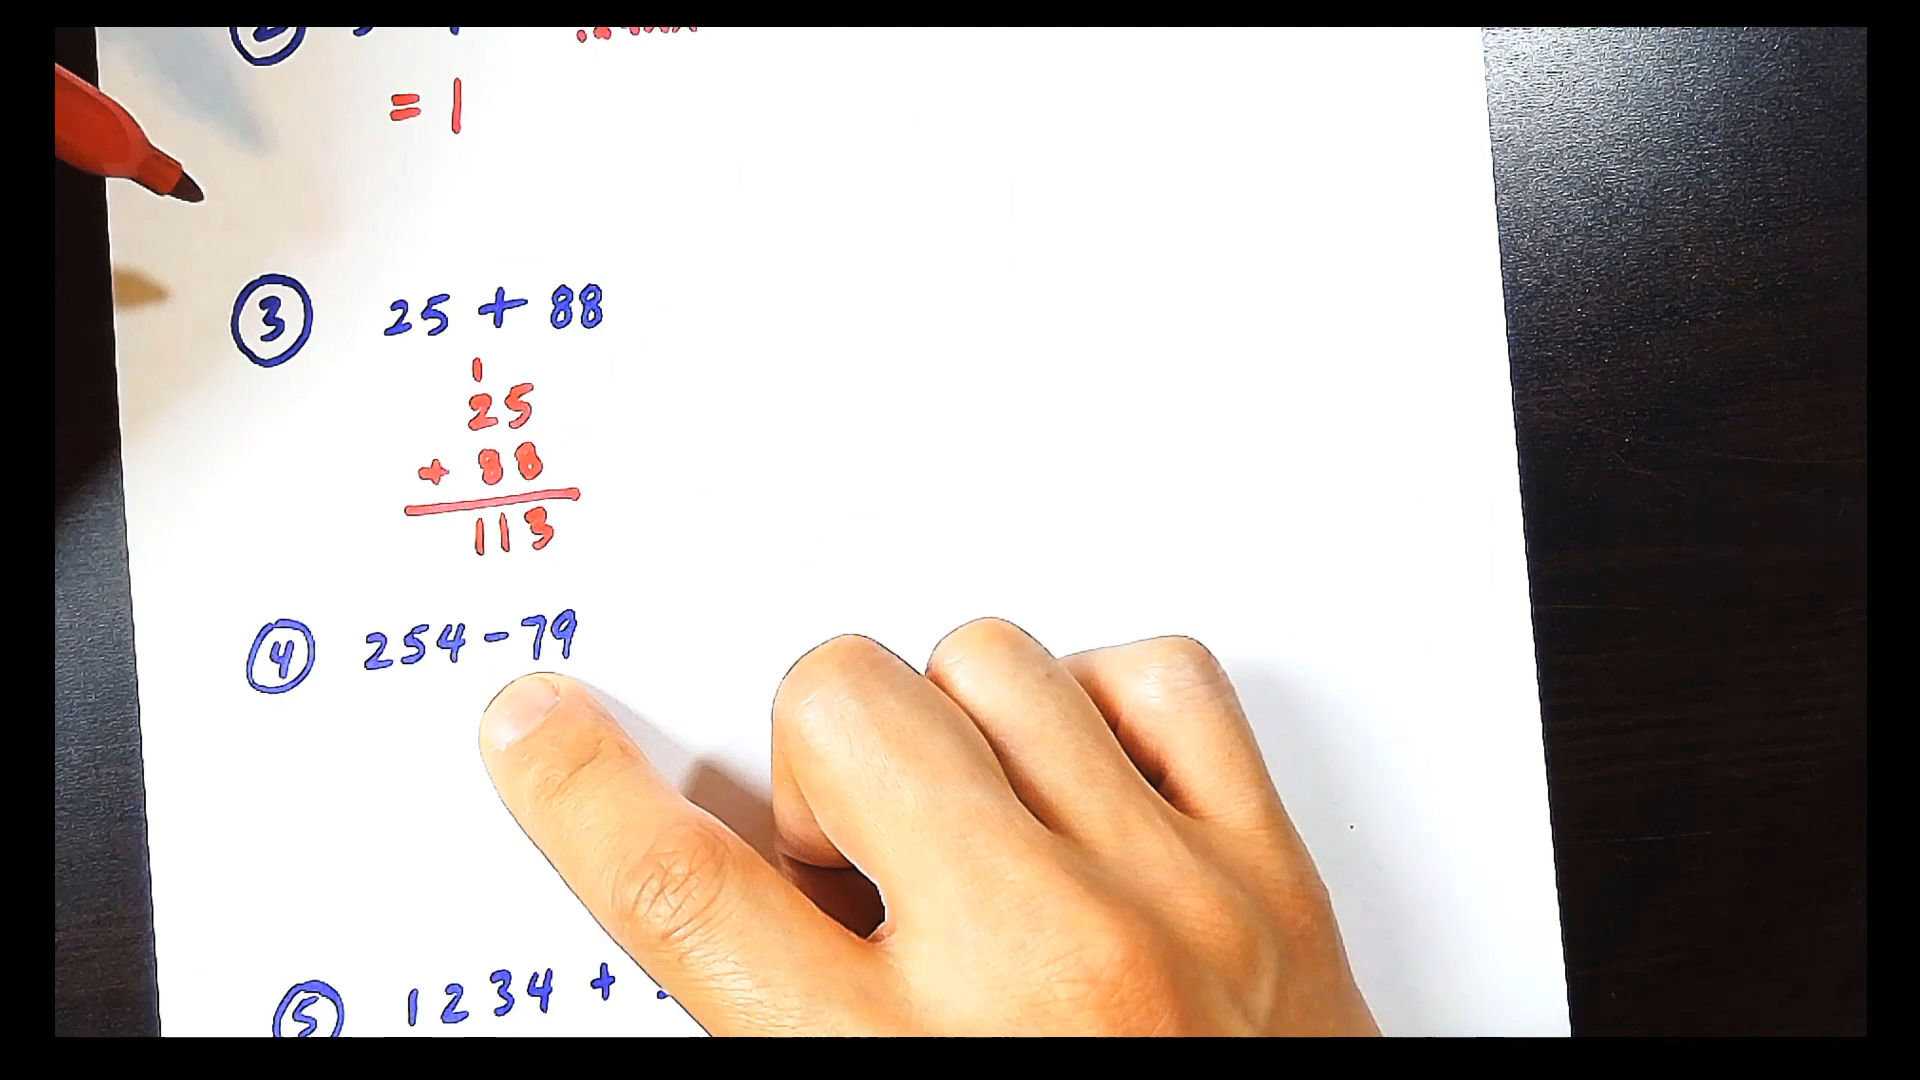 = 1
③ 25 + 88
1
25
+ 88
113
④ 254 - 79
⑤ 1234 +